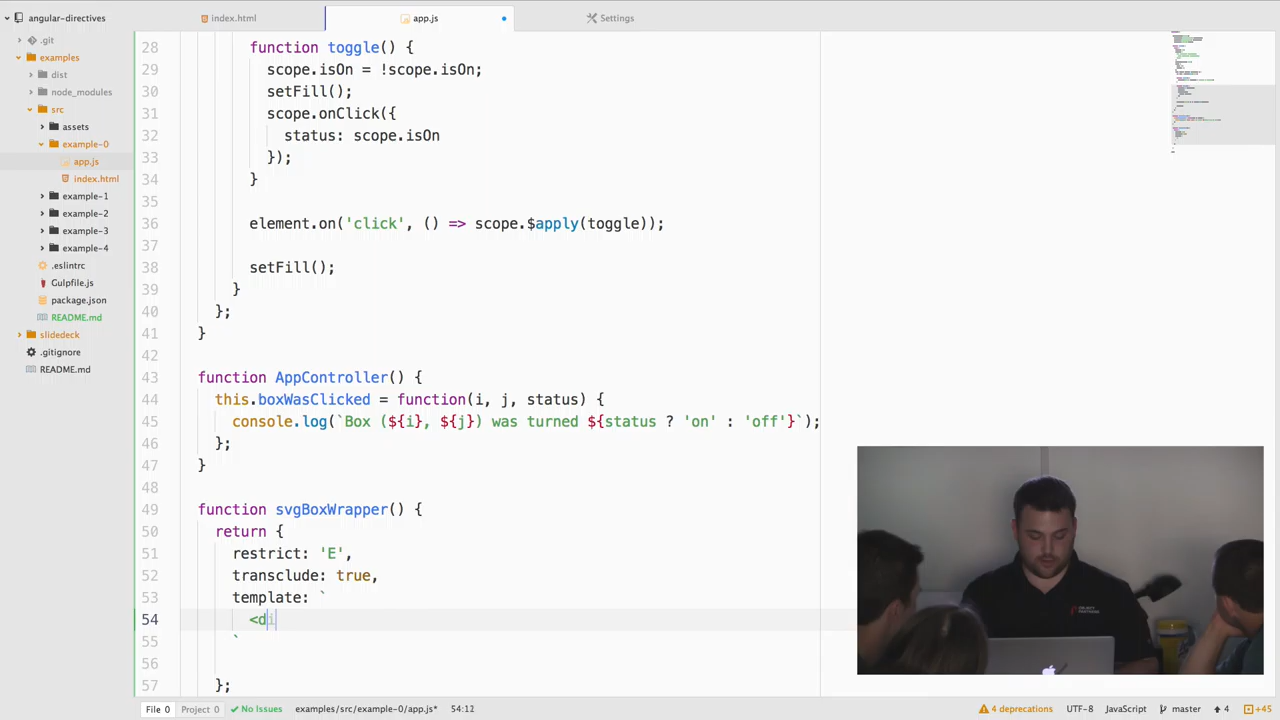 angular-directives
index.html
app.js
Settings
.git
examples
dist
node_modules
src
assets
example-0
app.js
index.html
example-1
example-2
example-3
example-4
.eslintrc
Gulpfile.js
package.json
README.md
slidedeck
.gitignore
README.md
28 function toggle() {
29 scope.isOn = !scope.isOn;
30 setFill();
31 scope.onClick({
32 status: scope.isOn
33 });
34 }
35
36 element.on('click', () => scope.$apply(toggle));
37
38 setFill();
39 }
40 };
41 }
42
43 function AppController() {
44 this.boxWasClicked = function(i, j, status) {
45 console.log(`Box (${i}, ${j}) was turned ${status ? 'on' : 'off'}`);
46 };
47 }
48
49 function svgBoxWrapper() {
50 return {
51 restrict: 'E',
52 transclude: true,
53 template: `
54 <di
55 `
56
57 };
File 0 Project 0 No Issues examples/src/example-0/app.js* 54:12 4 deprecations UTF-8 JavaScript master 4 +45